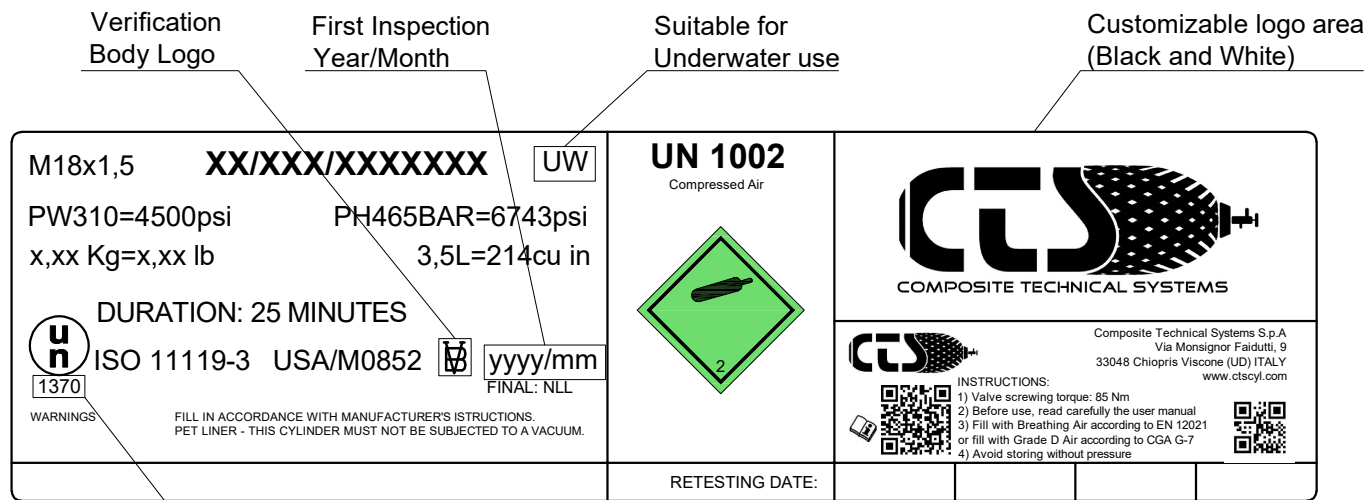 Verification
Body Logo
First Inspection
Year/Month
Suitable for
Underwater use
Customizable logo area
(Black and White)
M18x1,5 XX/XXX/XXXXXXX UW
PW310=4500psi PH465BAR=6743psi
x,xx Kg=x,xx lb 3,5L=214cu in
DURATION: 25 MINUTES
un
ISO 11119-3 USA/M0852 VB yyyy/mm
1370
FINAL: NLL
WARNINGS
FILL IN ACCORDANCE WITH MANUFACTURER'S ISTRUCTIONS.
PET LINER - THIS CYLINDER MUST NOT BE SUBJECTED TO A VACUUM.
UN 1002
Compressed Air
2
CTS
COMPOSITE TECHNICAL SYSTEMS
CTS
Composite Technical Systems S.p.A
Via Monsignor Faidutti, 9
33048 Chiopris Viscone (UD) ITALY
www.ctscyl.com
INSTRUCTIONS:
1) Valve screwing torque: 85 Nm
2) Before use, read carefully the user manual
3) Fill with Breathing Air according to EN 12021
or fill with Grade D Air according to CGA G-7
4) Avoid storing without pressure
RETESTING DATE: